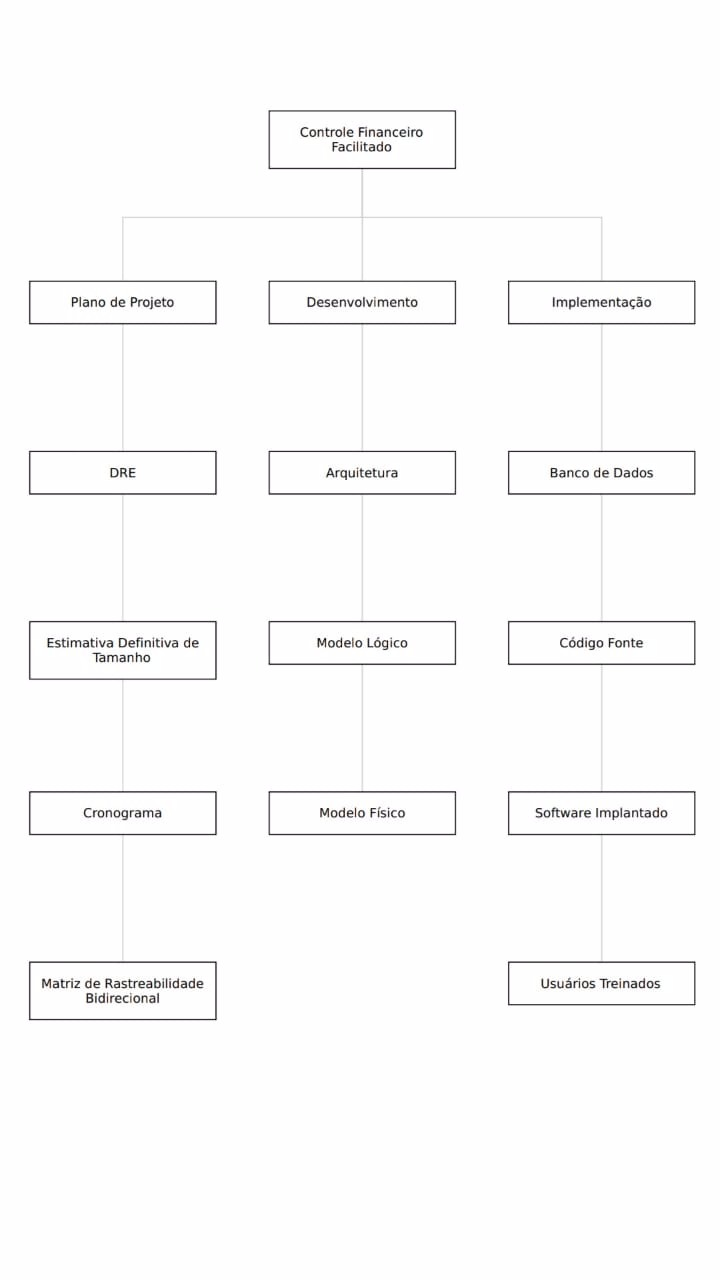 Controle Financeiro
Facilitado
Plano de Projeto
Desenvolvimento
Implementação
DRE
Arquitetura
Banco de Dados
Estimativa Definitiva de
Tamanho
Modelo Lógico
Código Fonte
Cronograma
Modelo Físico
Software Implantado
Matriz de Rastreabilidade
Bidirecional
Usuários Treinados